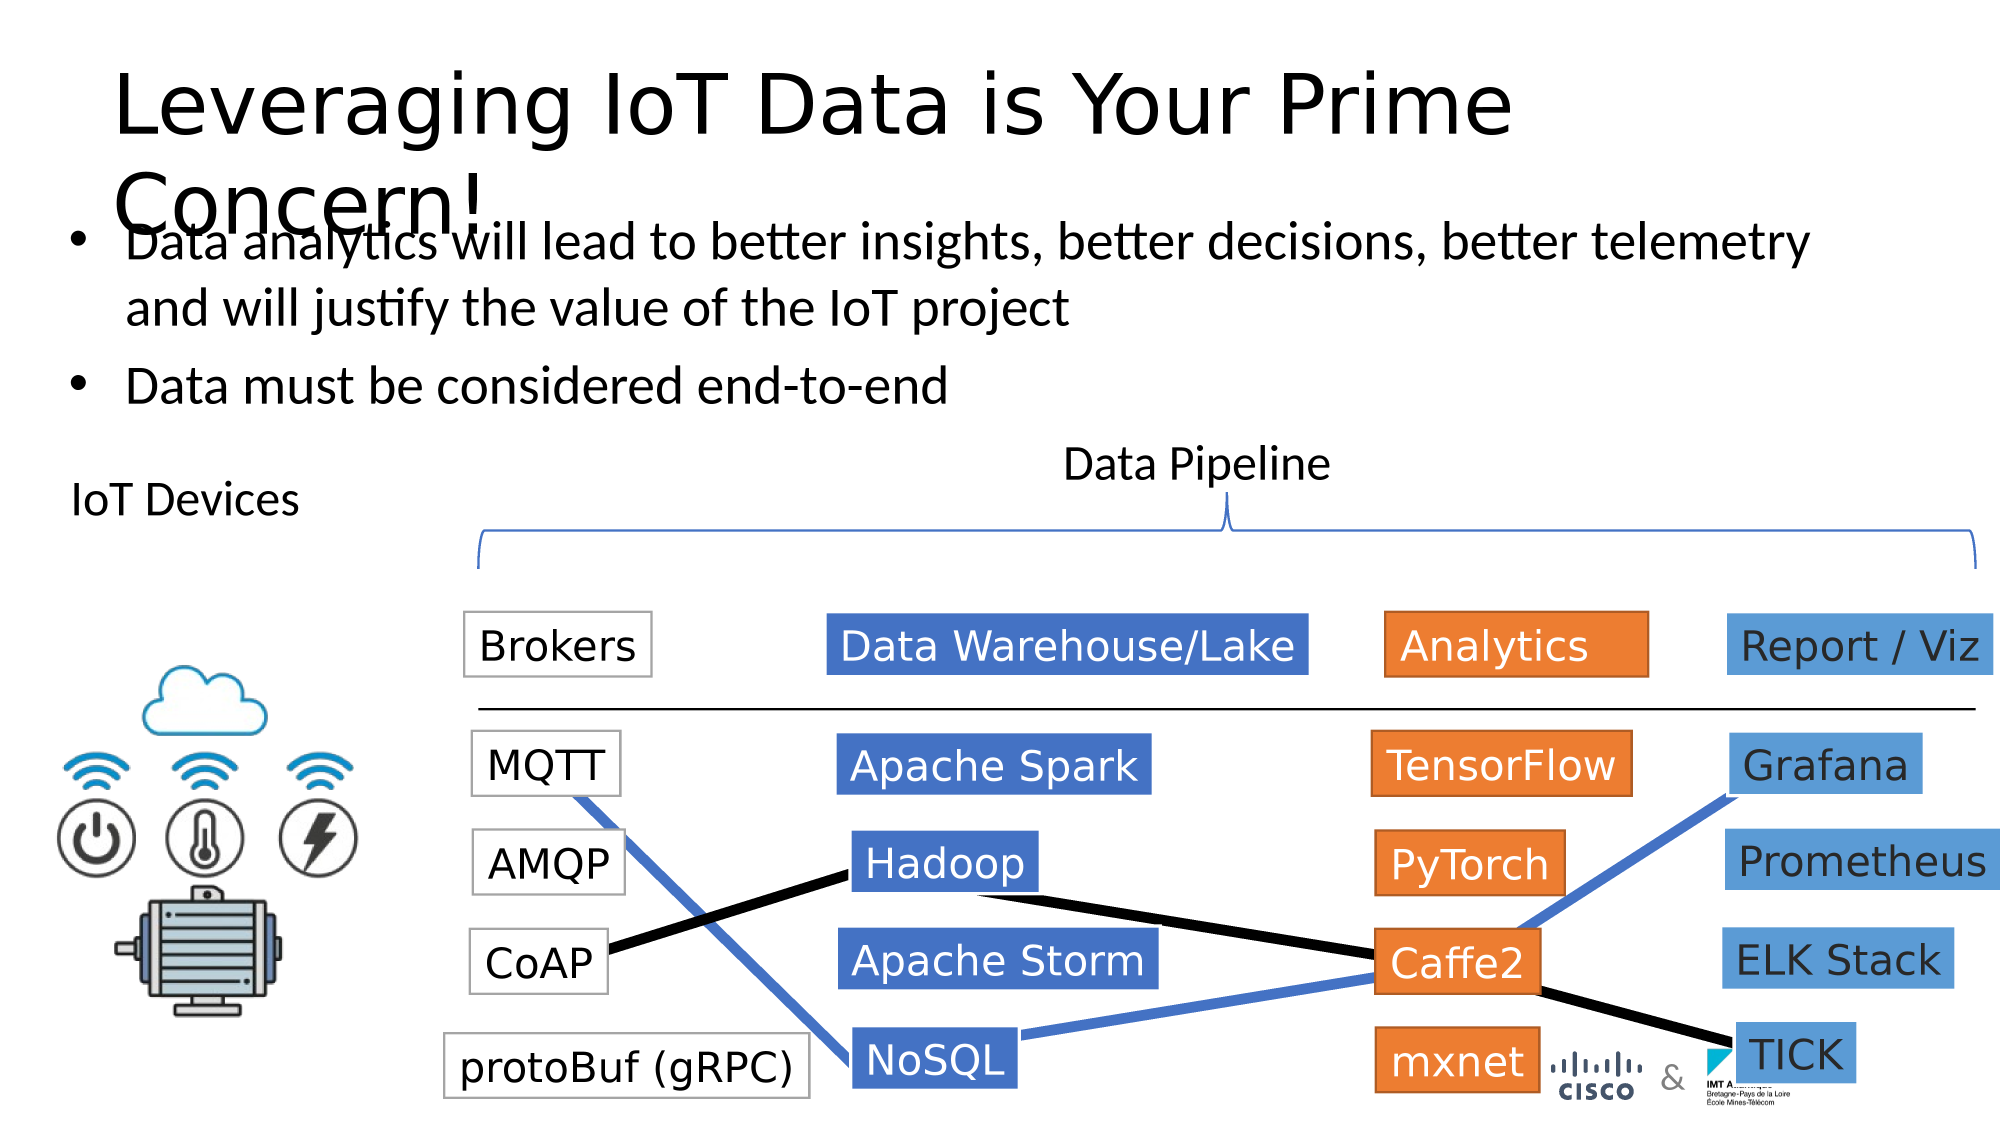 Leveraging IoT Data is Your Prime
Concern!
• Data analytics will lead to better insights, better decisions, better telemetry
and will justify the value of the IoT project
• Data must be considered end-to-end
Data Pipeline
IoT Devices
Brokers
Data Warehouse/Lake
Analytics
Report / Viz
MQTT
Apache Spark
TensorFlow
Grafana
AMQP
Hadoop
PyTorch
Prometheus
CoAP
Apache Storm
Caffe2
ELK Stack
protoBuf (gRPC)
NoSQL
mxnet
TICK
CISCO
&
IMT
Bretagne-Pays de la Loire
École Mines-Télécom